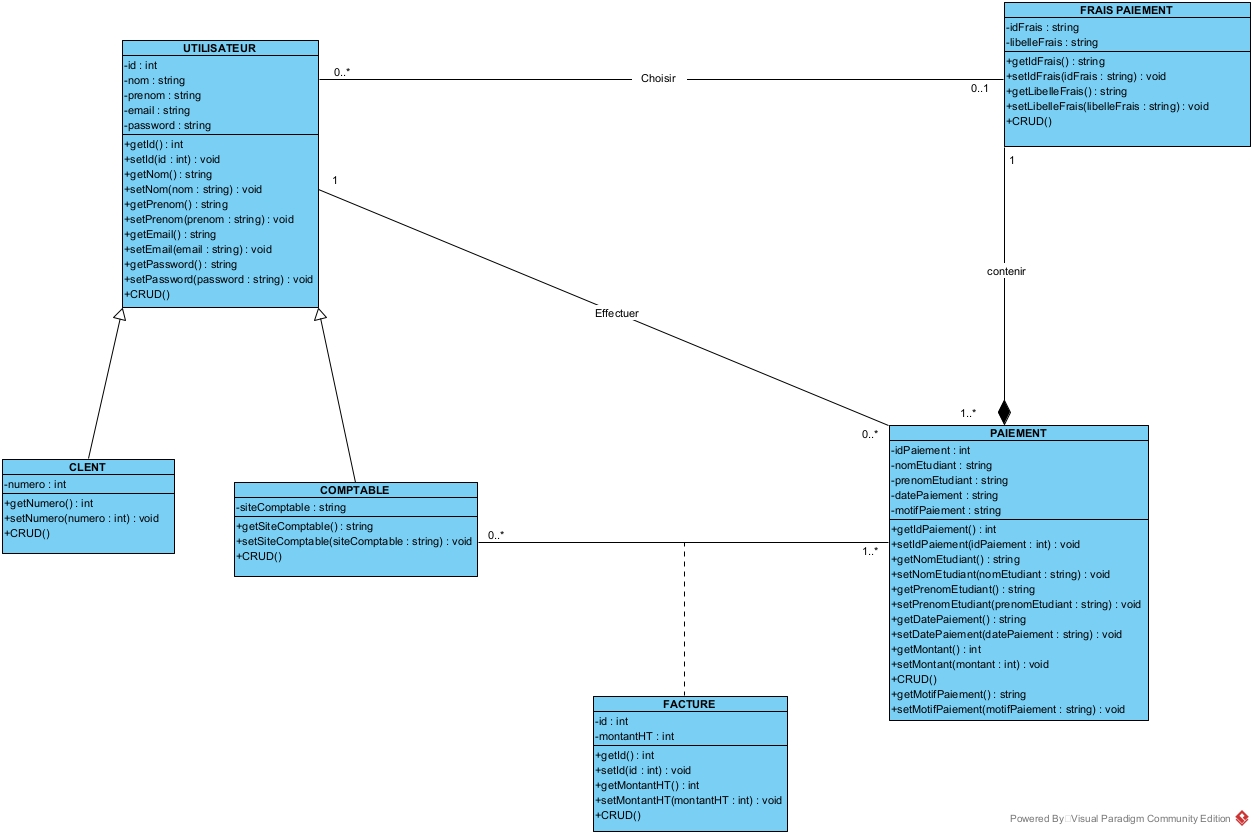 FRAIS PAIEMENT
-idFrais : string
-libelleFrais : string
+getIdFrais() : string
+setIdFrais(idFrais : string) : void
+getLibelleFrais() : string
+setLibelleFrais(libelleFrais : string) : void
+CRUD()
UTILISATEUR
-id : int
-nom : string
-prenom : string
-email : string
-password : string
+getId() : int
+setId(id : int) : void
+getNom() : string
+setNom(nom : string) : void
+getPrenom() : string
+setPrenom(prenom : string) : void
+getEmail() : string
+setEmail(email : string) : void
+getPassword() : string
+setPassword(password : string) : void
+CRUD()
0..*
Choisir
0..1
1
Effectuer
0..*
1
contenir
1..*
CLENT
-numero : int
+getNumero() : int
+setNumero(numero : int) : void
+CRUD()
COMPTABLE
-siteComptable : string
+getSiteComptable() : string
+setSiteComptable(siteComptable : string) : void
+CRUD()
0..*
1..*
PAIEMENT
-idPaiement : int
-nomEtudiant : string
-prenomEtudiant : string
-datePaiement : string
-motifPaiement : string
+getIdPaiement() : int
+setIdPaiement(idPaiement : int) : void
+getNomEtudiant() : string
+setNomEtudiant(nomEtudiant : string) : void
+getPrenomEtudiant() : string
+setPrenomEtudiant(prenomEtudiant : string) : void
+getDatePaiement() : string
+setDatePaiement(datePaiement : string) : void
+getMontant() : int
+setMontant(montant : int) : void
+CRUD()
+getMotifPaiement() : string
+setMotifPaiement(motifPaiement : string) : void
FACTURE
-id : int
-montantHT : int
+getId() : int
+setId(id : int) : void
+getMontantHT() : int
+setMontantHT(montantHT : int) : void
+CRUD()
Powered By Visual Paradigm Community Edition